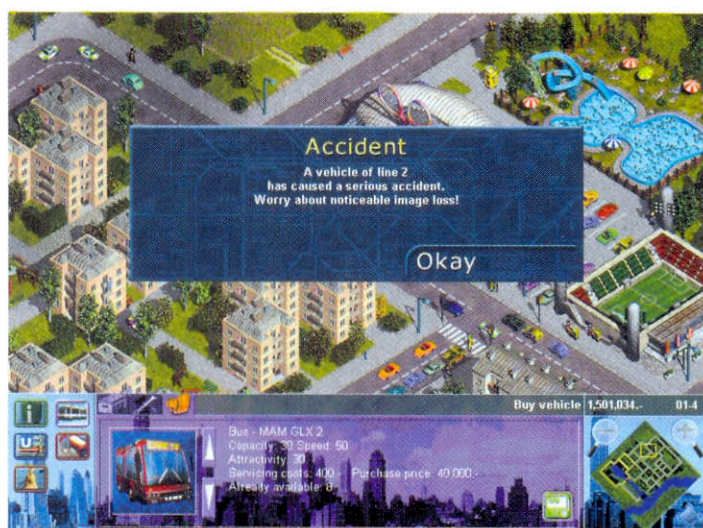 Accident
A vehicle of line 2
has caused a serious accident.
Worry about noticeable image loss!
Okay
Buy vehicle 1,501,034.- 01-4
Bus - MAM GLX 2
Capacity: 30 Speed: 50
Attractivity: 30
Servicing costs: 400.- Purchase price: 40.000,-
Already available: 8